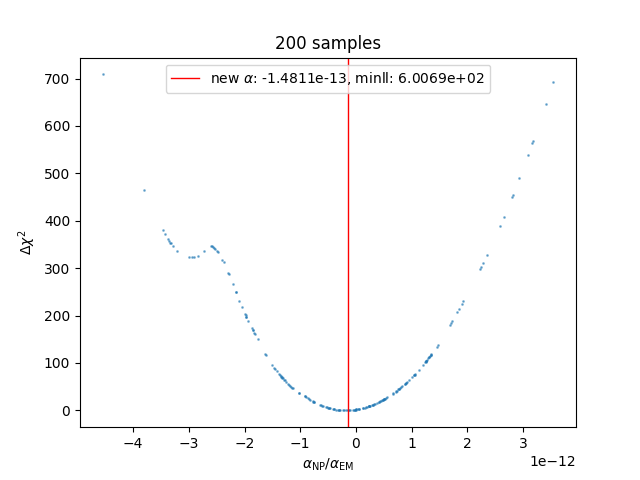 200 samples
new α: -1.4811e-13, minll: 6.0069e+02
Δχ²
700
600
500
400
300
200
100
0
−4 −3 −2 −1 0 1 2 3
1e−12
α_NP/α_EM